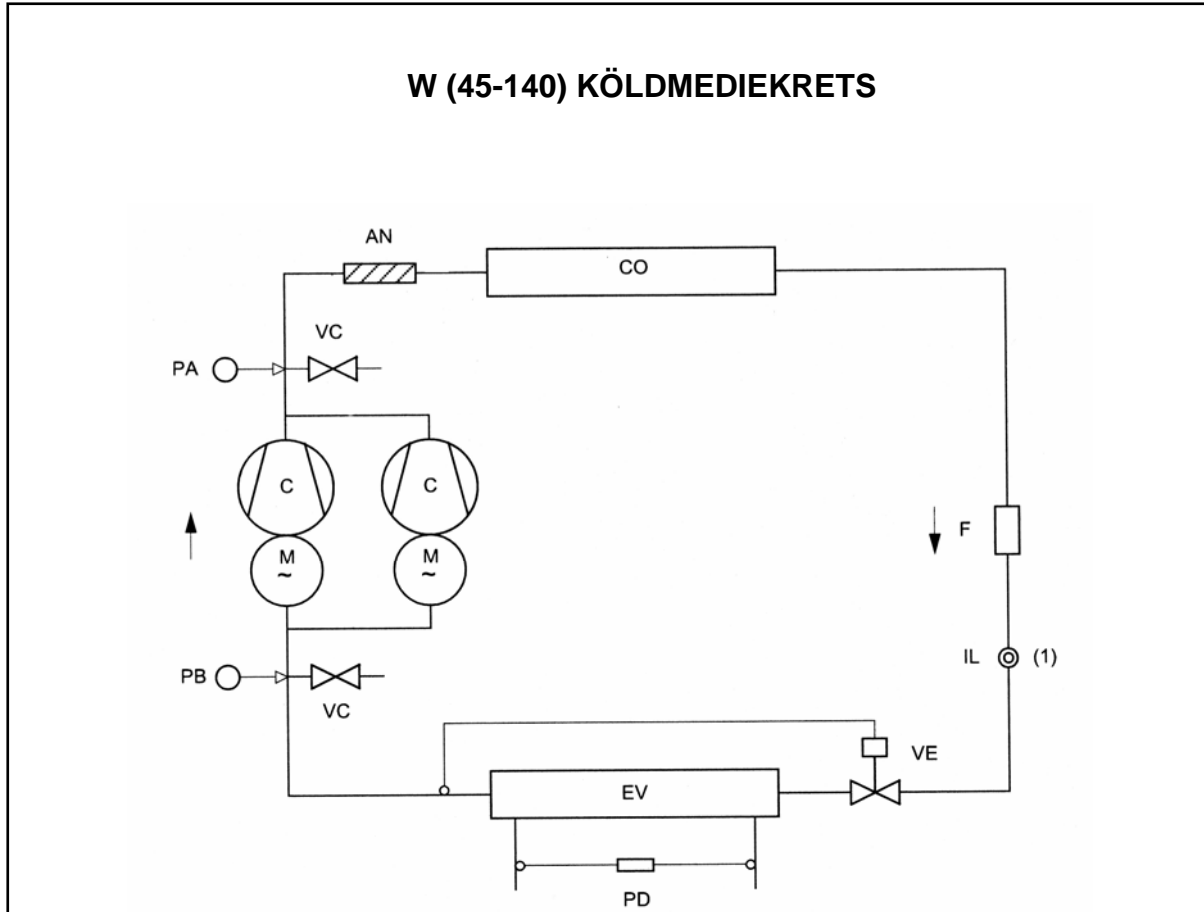 W (45-140) KÖLDMEDIEKRETS
AN
CO
VC
PA
C C
M M
~ ~
F
IL (1)
PB
VC
VE
EV
PD